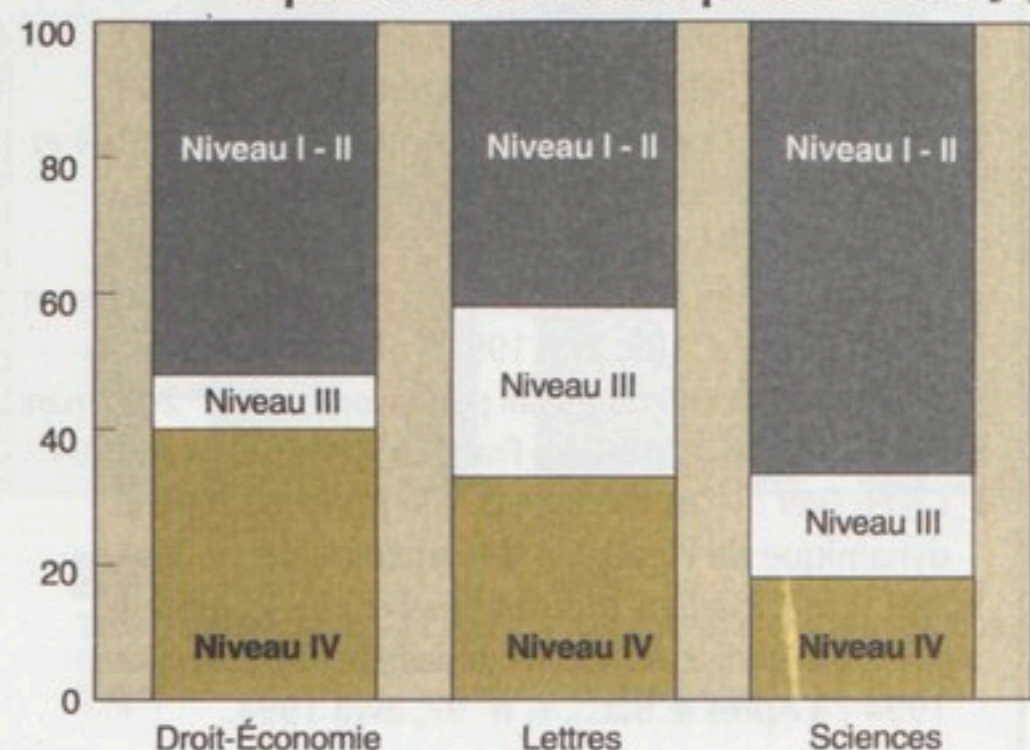 100
Niveau I - II
Niveau I - II
Niveau I - II
80
60
Niveau III
Niveau III
40
Niveau III
20
Niveau IV
Niveau IV
Niveau IV
0
Droit-Économie
Lettres
Sciences